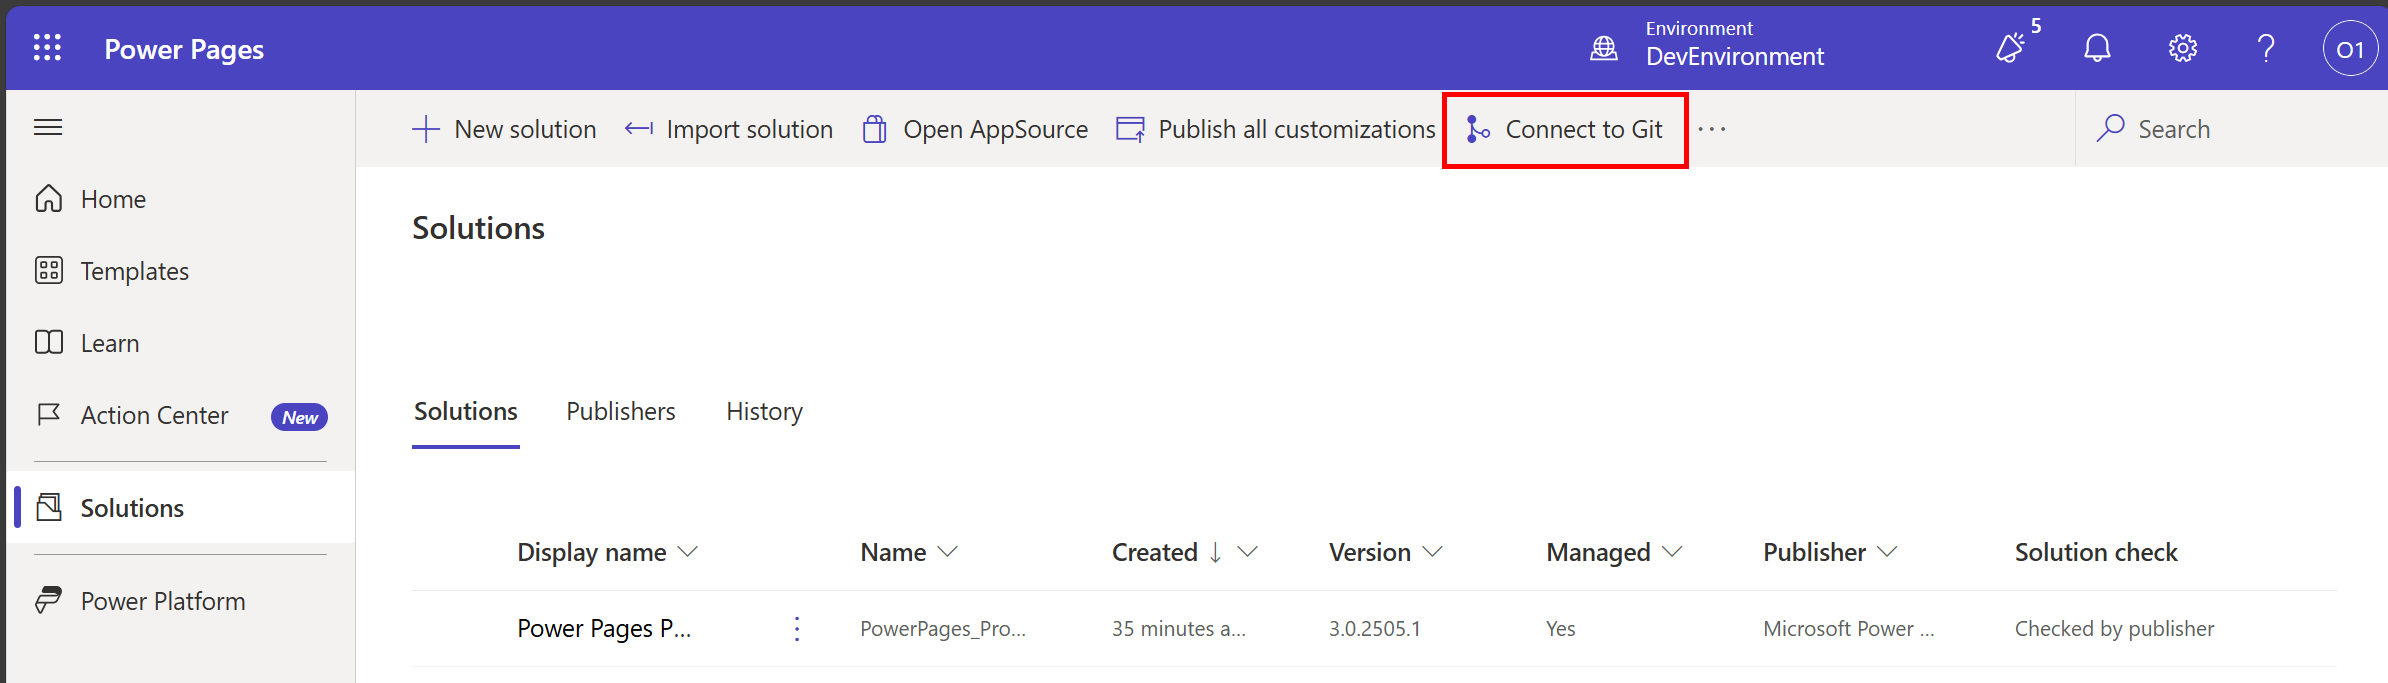 Power Pages
Environment
DevEnvironment
5
O1
New solution
Import solution
Open AppSource
Publish all customizations
Connect to Git
Search
Home
Templates
Learn
Action Center
New
Solutions
Power Platform
Solutions
Solutions
Publishers
History
Display name
Name
Created
Version
Managed
Publisher
Solution check
Power Pages P...
PowerPages_Pro...
35 minutes a...
3.0.2505.1
Yes
Microsoft Power ...
Checked by publisher